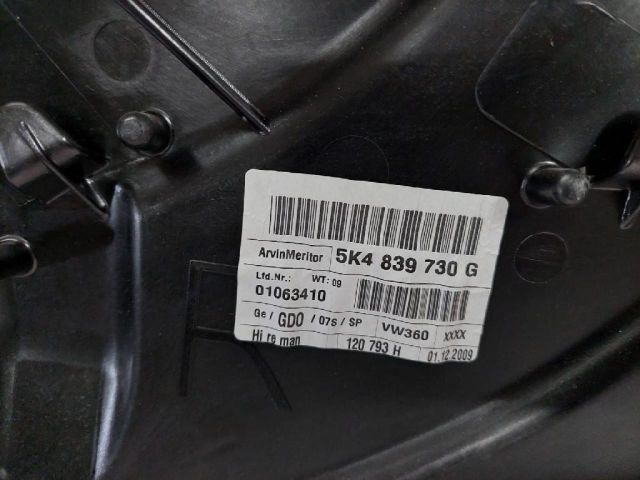 ArvinMeritor 5K4 839 730 G
Lfd.Nr.: WT: 09
01063410
Ge / GDO / 07S / SP VW360 XXXX
Hi re man 120 793 H 01.12.2009
R